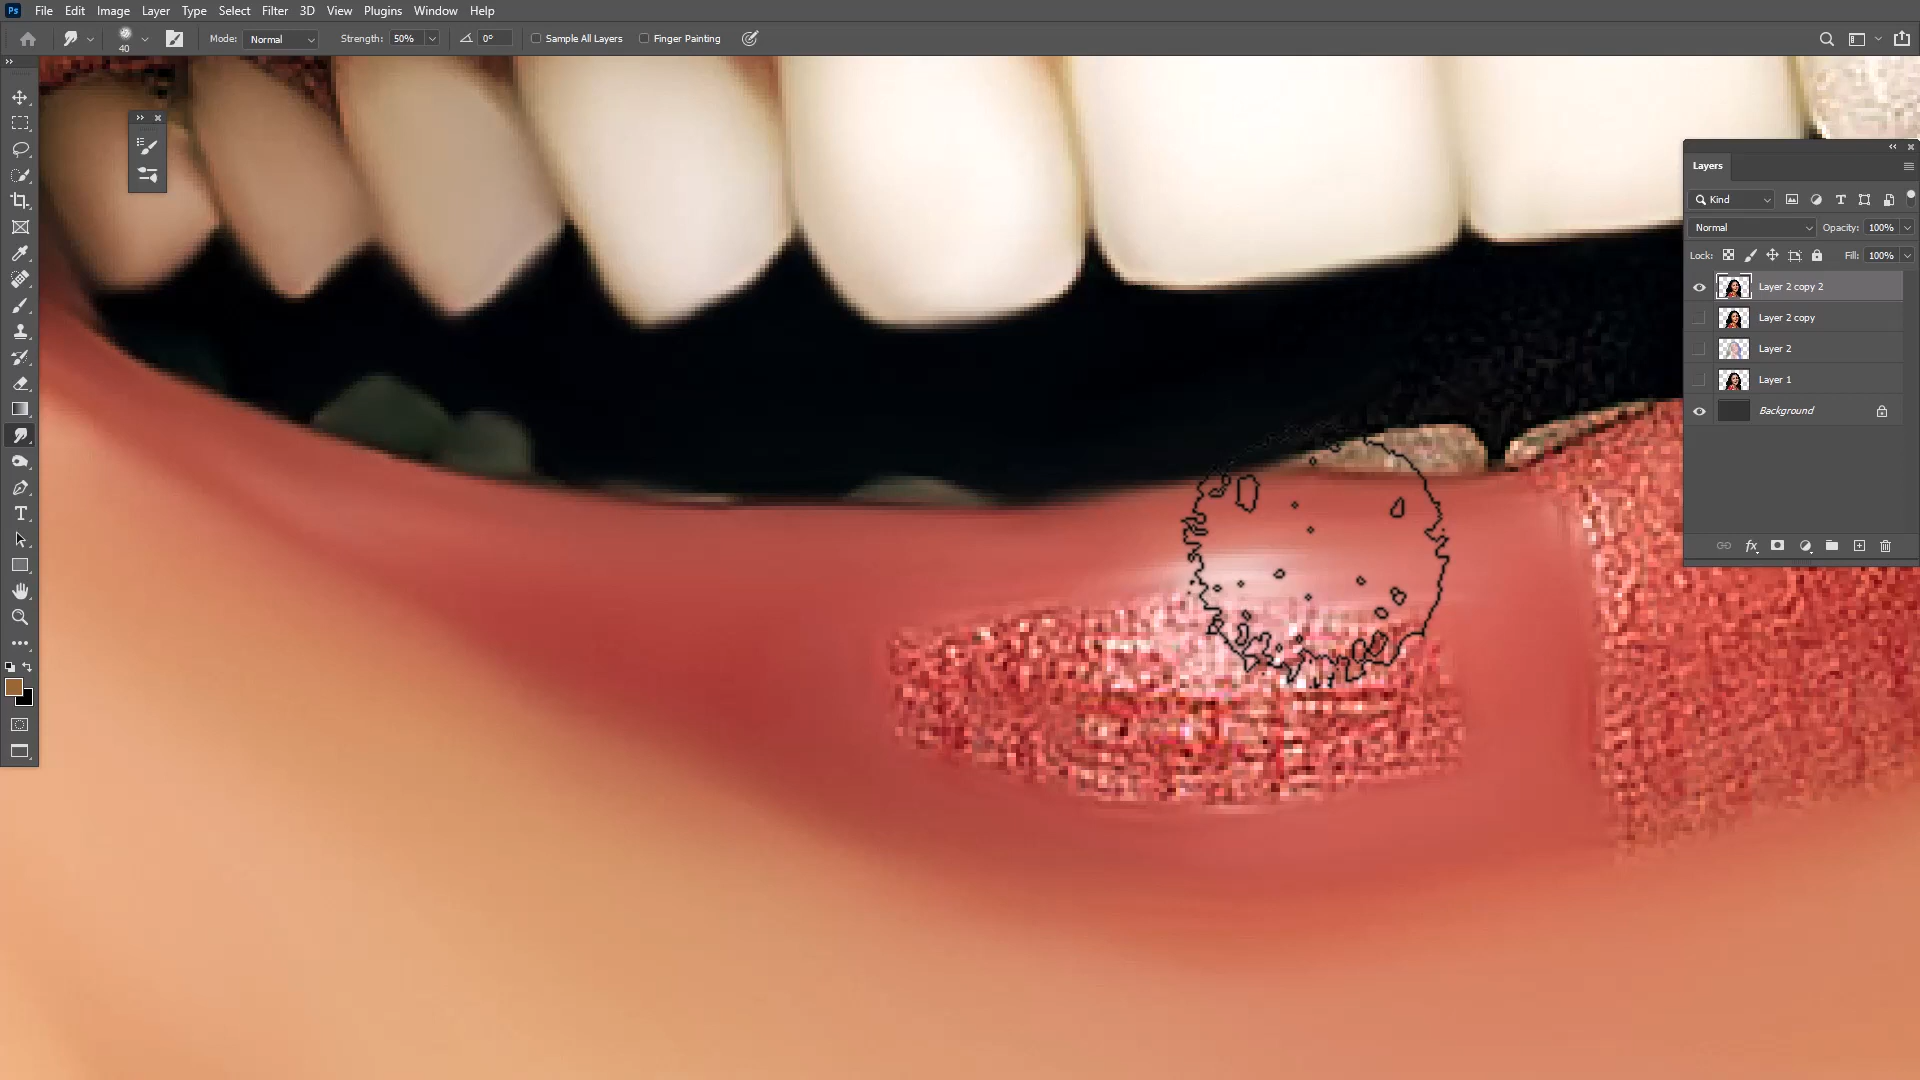 Ps File Edit Image Layer Type Select Filter 3D View Plugins Window Help
40 Mode: Normal Strength: 50% 0° Sample All Layers Finger Painting
Layers
Kind
Normal Opacity: 100%
Lock: Fill: 100%
Layer 2 copy 2
Layer 2 copy
Layer 2
Layer 1
Background
fx